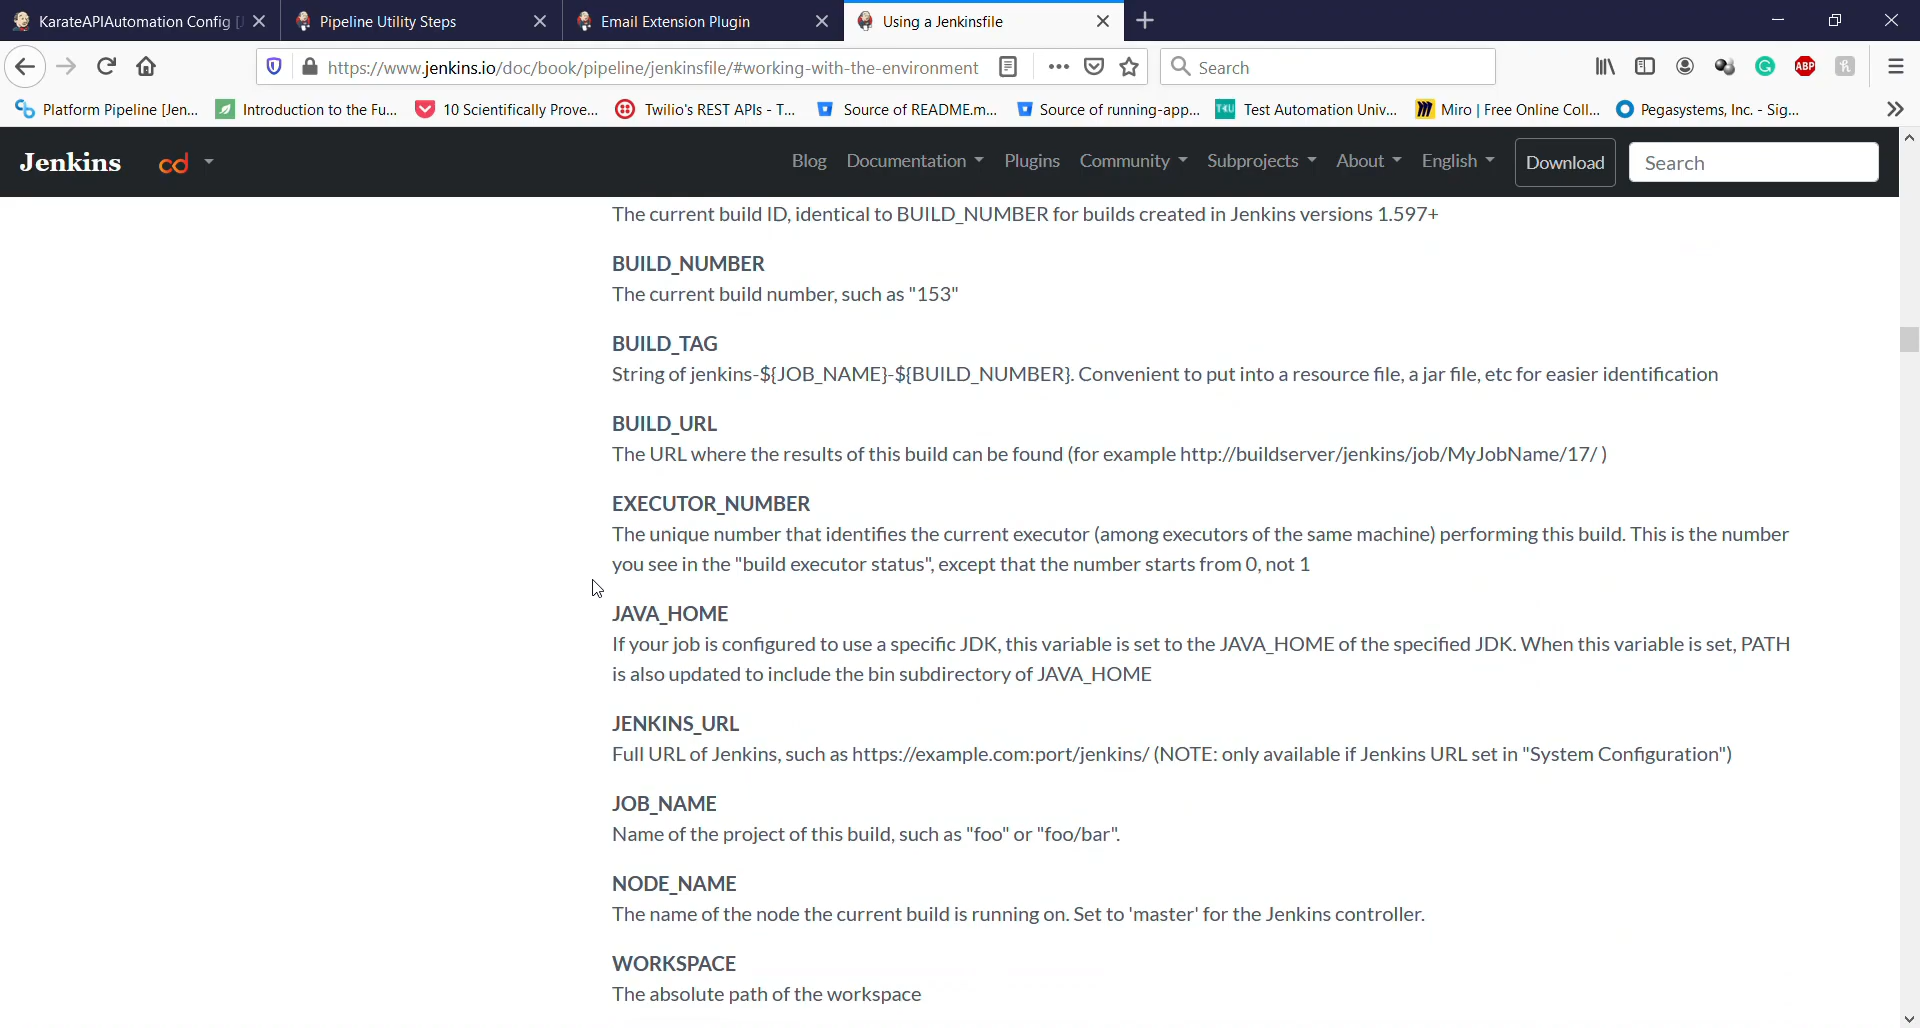 KarateAPIAutomation Config [J
Pipeline Utility Steps
Email Extension Plugin
Using a Jenkinsfile
https://www.jenkins.io/doc/book/pipeline/jenkinsfile/#working-with-the-environment
Search
ABP
Platform Pipeline [Jen...
Introduction to the Fu...
10 Scientifically Prove...
Twilio's REST APIs - T...
Source of README.m...
Source of running-app...
Test Automation Univ...
Miro | Free Online Coll...
Pegasystems, Inc. - Sig...
Jenkins
cd
Blog
Documentation
Plugins
Community
Subprojects
About
English
Download
Search
The current build ID, identical to BUILD_NUMBER for builds created in Jenkins versions 1.597+
BUILD_NUMBER
The current build number, such as "153"
BUILD_TAG
String of jenkins-${JOB_NAME}-${BUILD_NUMBER}. Convenient to put into a resource file, a jar file, etc for easier identification
BUILD_URL
The URL where the results of this build can be found (for example http://buildserver/jenkins/job/MyJobName/17/ )
EXECUTOR_NUMBER
The unique number that identifies the current executor (among executors of the same machine) performing this build. This is the number
you see in the "build executor status", except that the number starts from 0, not 1
JAVA_HOME
If your job is configured to use a specific JDK, this variable is set to the JAVA_HOME of the specified JDK. When this variable is set, PATH
is also updated to include the bin subdirectory of JAVA_HOME
JENKINS_URL
Full URL of Jenkins, such as https://example.com:port/jenkins/ (NOTE: only available if Jenkins URL set in "System Configuration")
JOB_NAME
Name of the project of this build, such as "foo" or "foo/bar".
NODE_NAME
The name of the node the current build is running on. Set to 'master' for the Jenkins controller.
WORKSPACE
The absolute path of the workspace